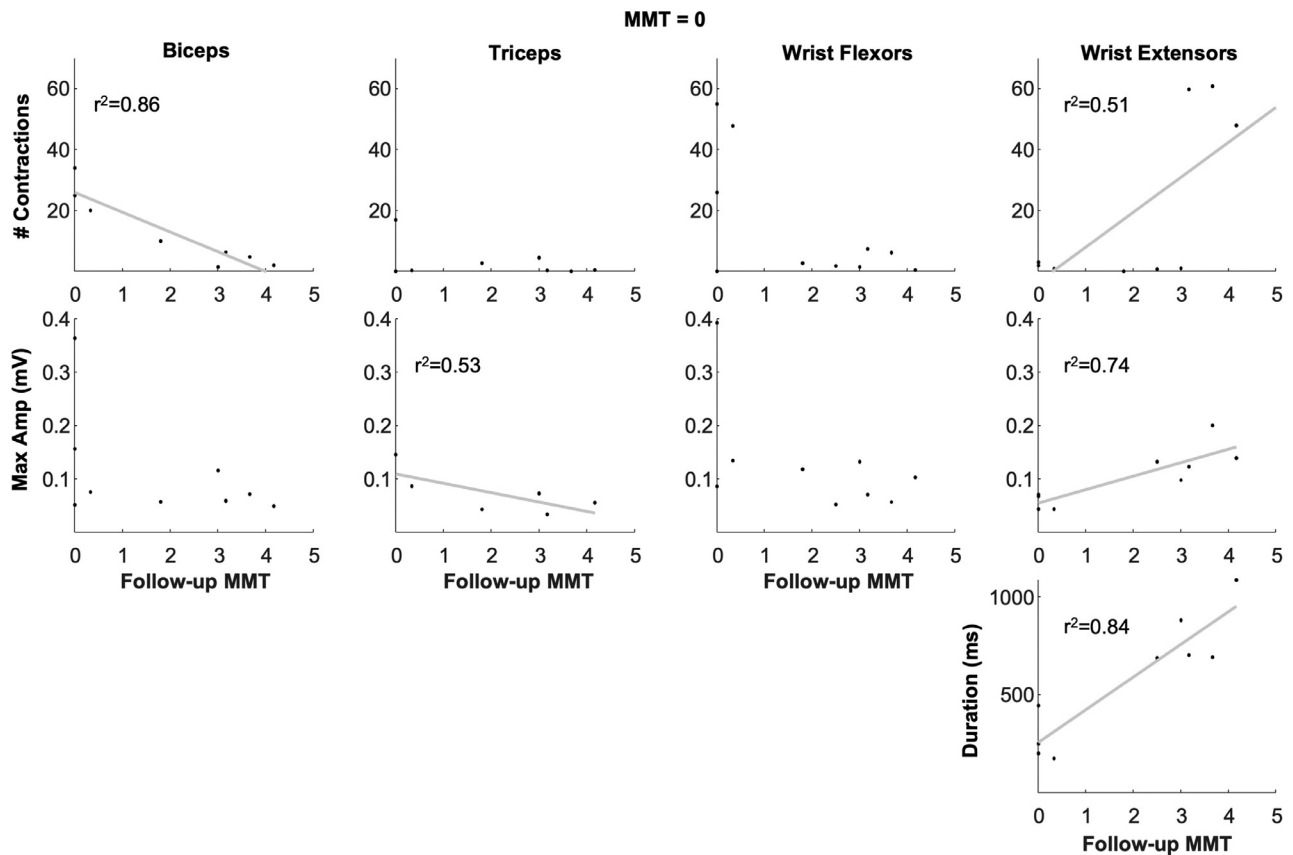 MMT = 0
Biceps
Triceps
Wrist Flexors
Wrist Extensors
# Contractions
60
40
20
r²=0.86
0 1 2 3 4 5
60
40
20
0 1 2 3 4 5
60
40
20
0 1 2 3 4 5
60
40
20
r²=0.51
0 1 2 3 4 5
Max Amp (mV)
0.4
0.3
0.2
0.1
0 1 2 3 4 5
Follow-up MMT
0.4
0.3
0.2
0.1
r²=0.53
0 1 2 3 4 5
Follow-up MMT
0.4
0.3
0.2
0.1
0 1 2 3 4 5
Follow-up MMT
0.4
0.3
0.2
0.1
r²=0.74
0 1 2 3 4 5
Duration (ms)
1000
500
r²=0.84
0 1 2 3 4 5
Follow-up MMT